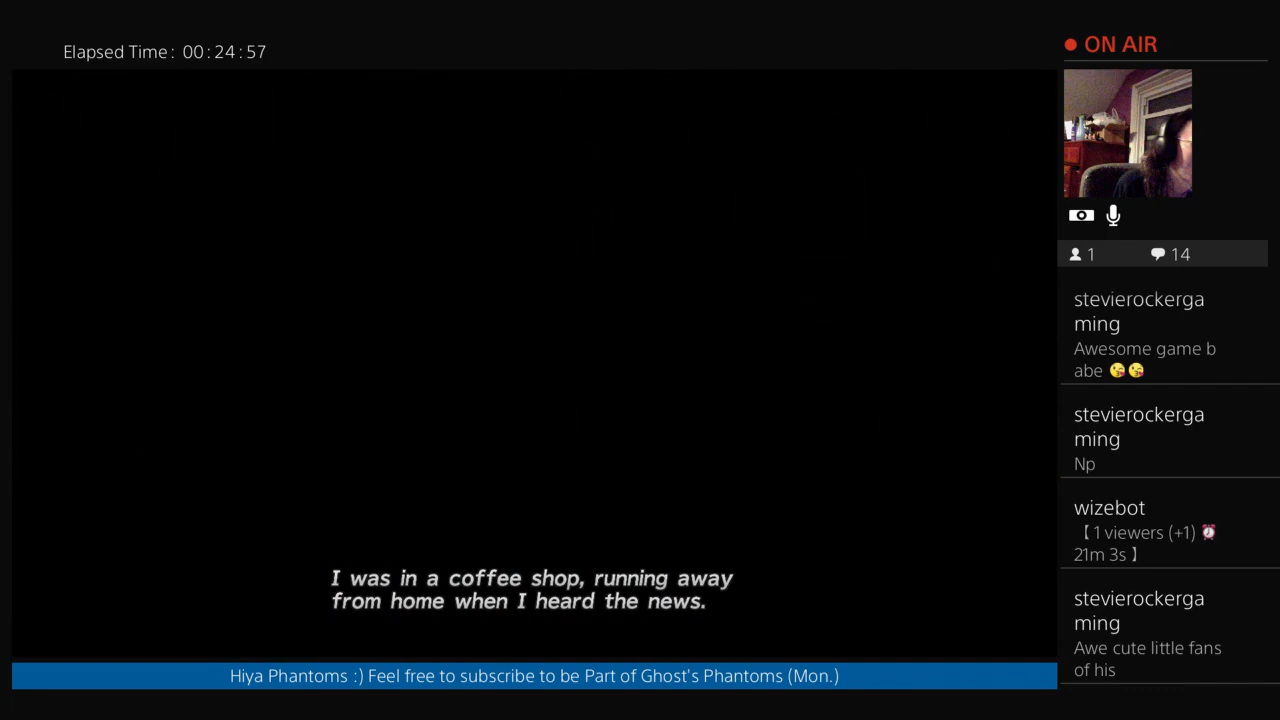 Elapsed Time: 00:24:57
ON AIR
1 14
stevierockerga
ming
Awesome game b
abe 😘😘
stevierockerga
ming
Np
wizebot
【1 viewers (+1) ⏰
21m 3s 】
stevierockerga
ming
Awe cute little fans
of his
I was in a coffee shop, running away
from home when I heard the news.
Hiya Phantoms :) Feel free to subscribe to be Part of Ghost's Phantoms (Mon.)